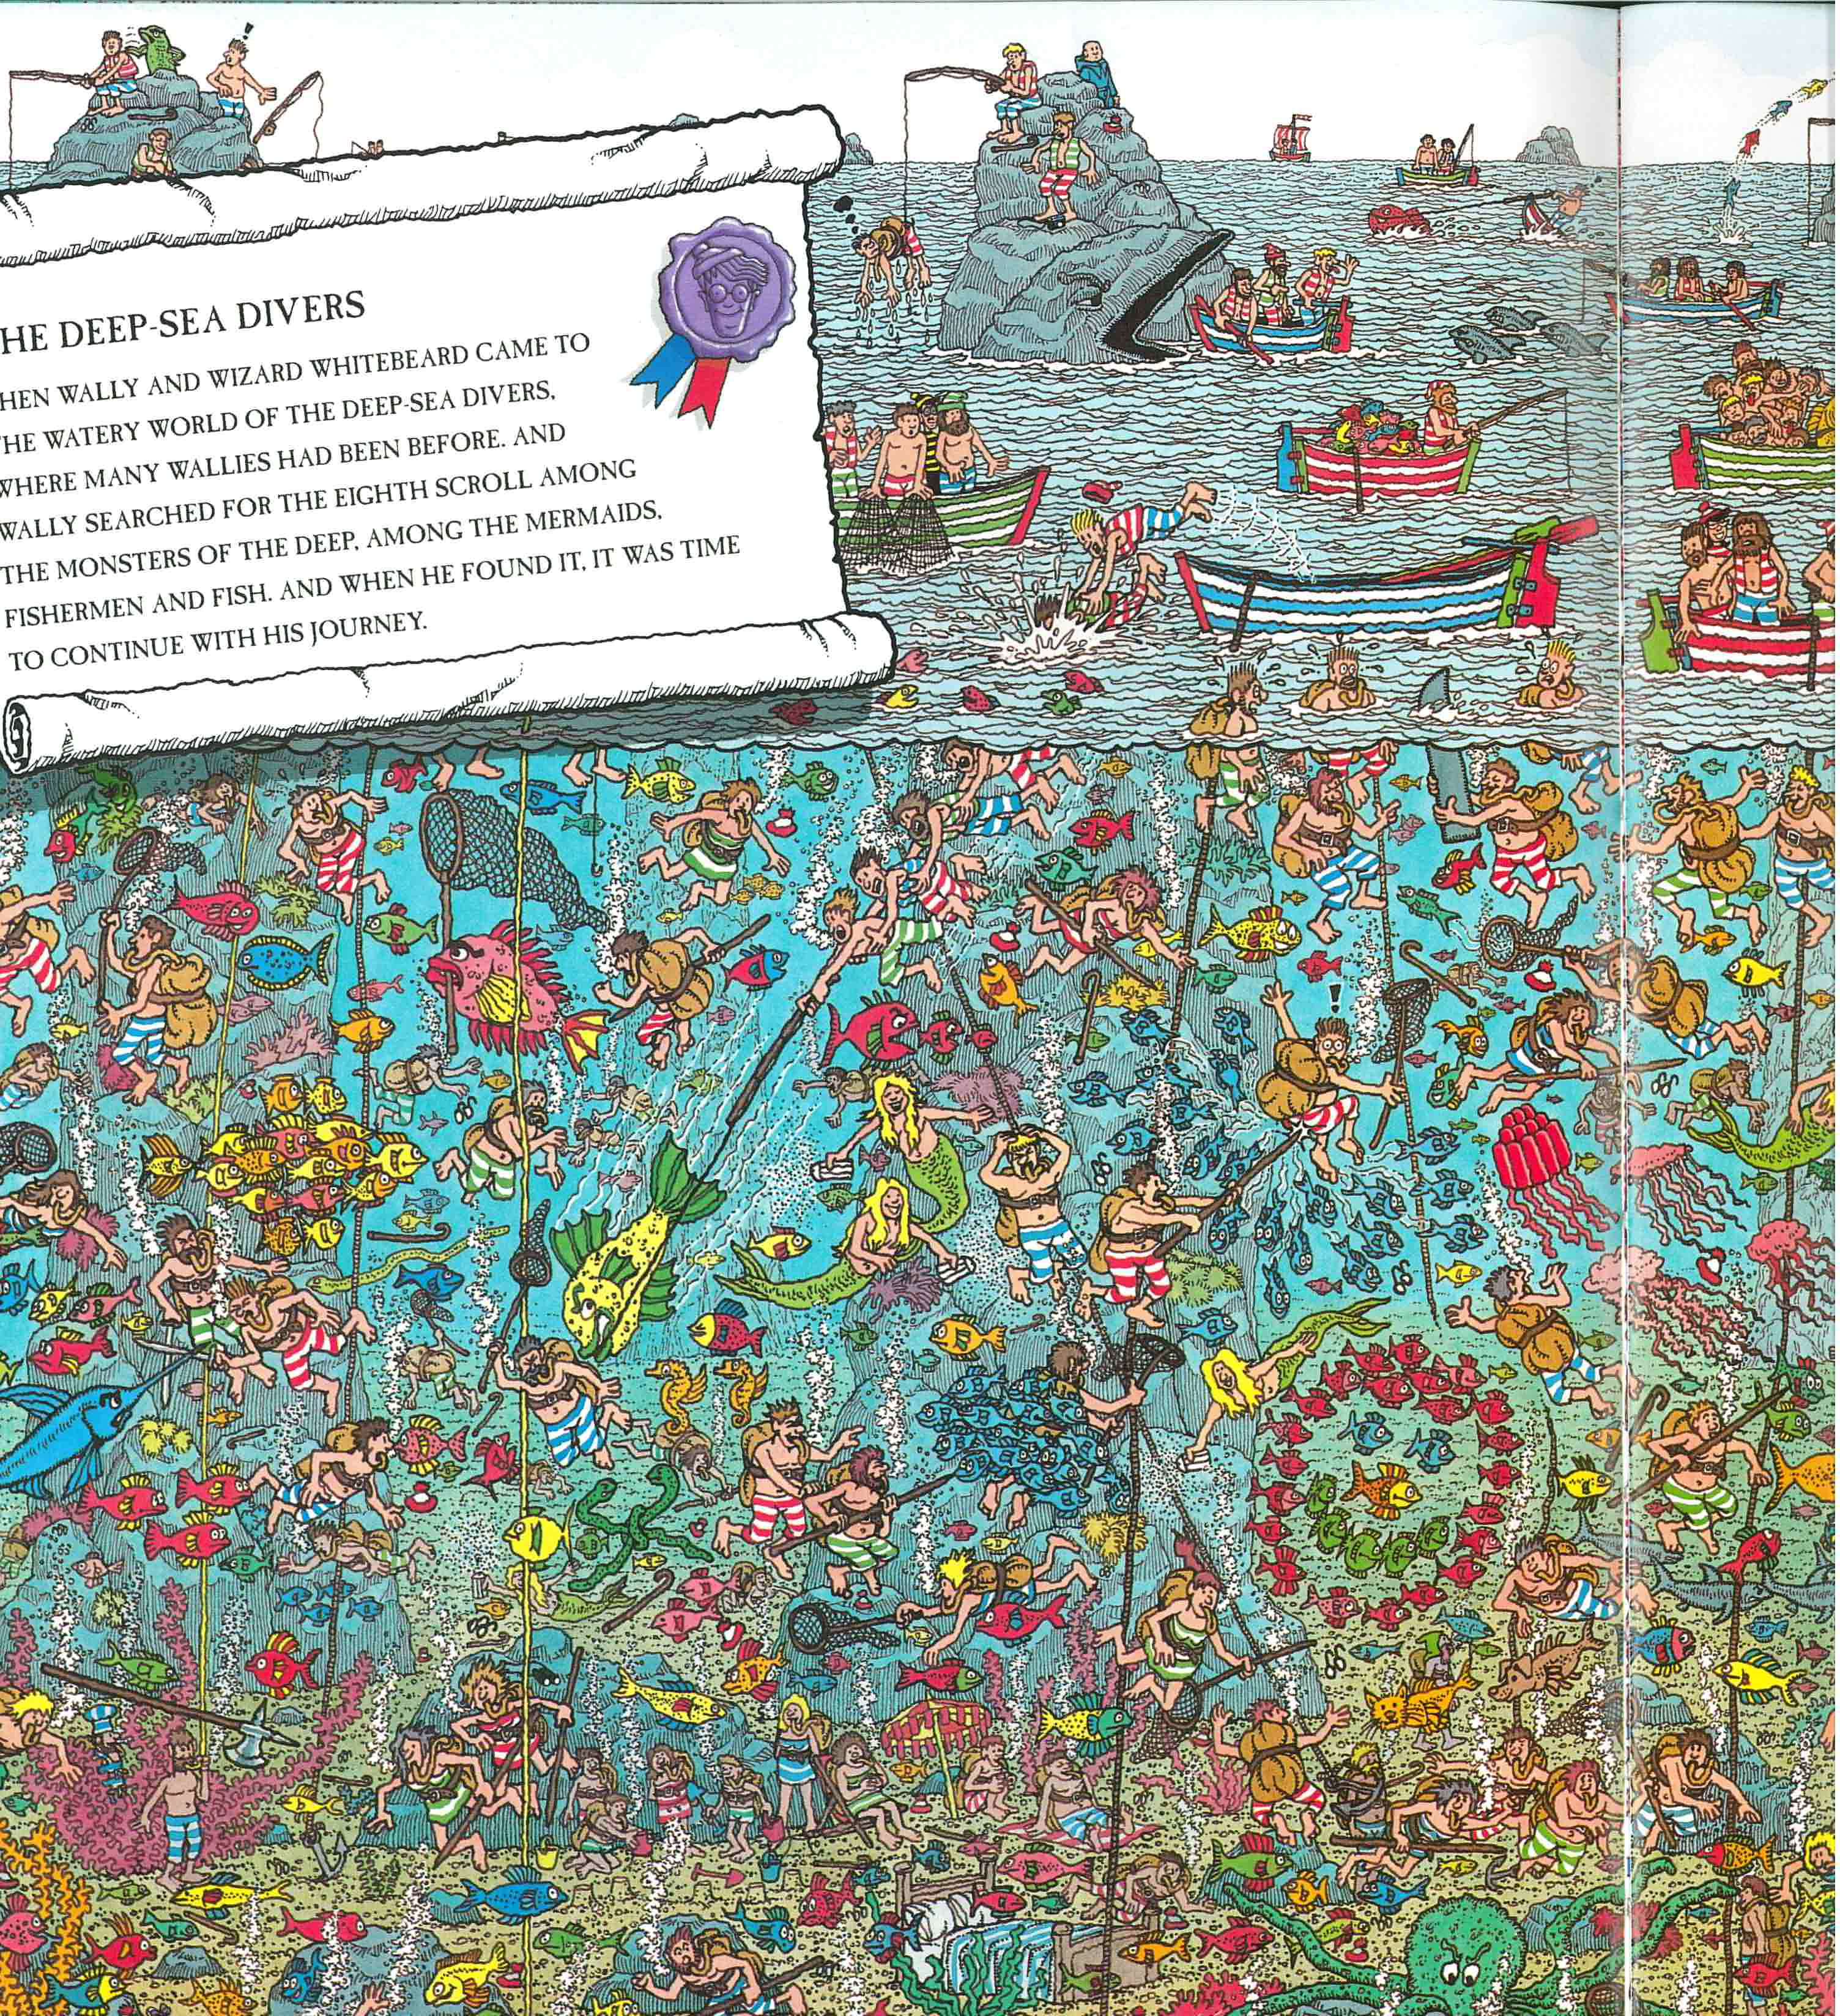 HE DEEP-SEA DIVERS
HEN WALLY AND WIZARD WHITEBEARD CAME TO
THE WATERY WORLD OF THE DEEP-SEA DIVERS,
WHERE MANY WALLIES HAD BEEN BEFORE. AND
WALLY SEARCHED FOR THE EIGHTH SCROLL AMONG
THE MONSTERS OF THE DEEP, AMONG THE MERMAIDS,
FISHERMEN AND FISH. AND WHEN HE FOUND IT, IT WAS TIME
TO CONTINUE WITH HIS JOURNEY.